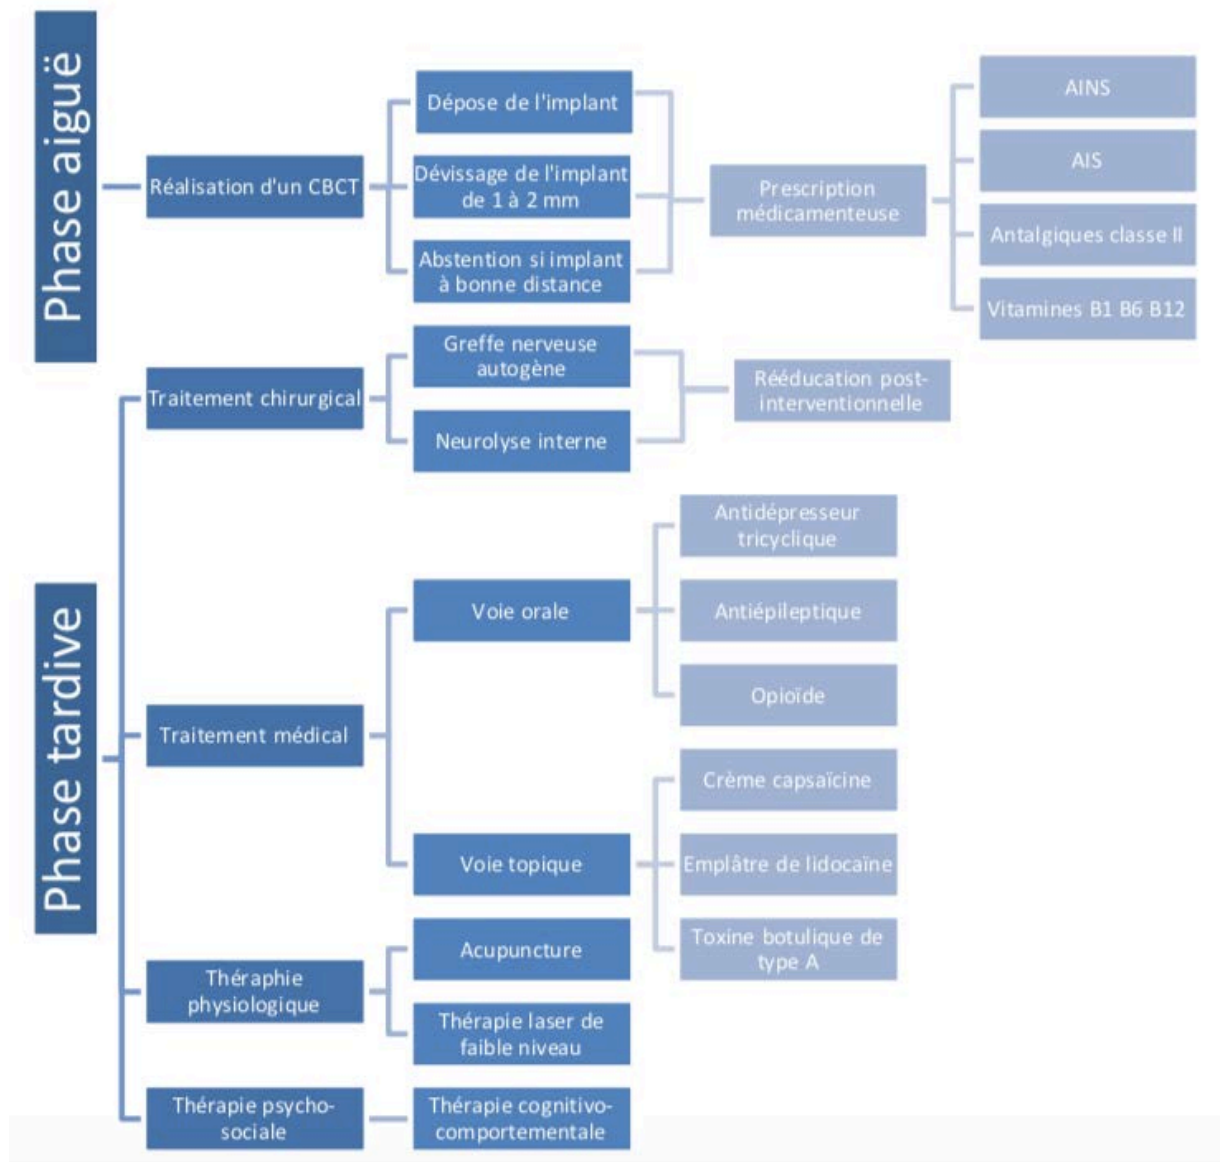 Phase aiguë
Réalisation d'un CBCT
Dépose de l'implant
Dévissage de l'implant
de 1 à 2 mm
Abstention si implant
à bonne distance
Prescription
médicamenteuse
AINS
AIS
Antalgiques classe II
Vitamines B1 B6 B12
Phase tardive
Traitement chirurgical
Greffe nerveuse
autogène
Neurolyse interne
Rééducation post-
interventionnelle
Traitement médical
Voie orale
Antidépresseur
tricyclique
Antiépileptique
Opioïde
Voie topique
Crème capsaïcine
Emplâtre de lidocaïne
Toxine botulique de
type A
Théraphie
physiologique
Acupuncture
Thérapie laser de
faible niveau
Thérapie psycho-
sociale
Thérapie cognitivo-
comportementale